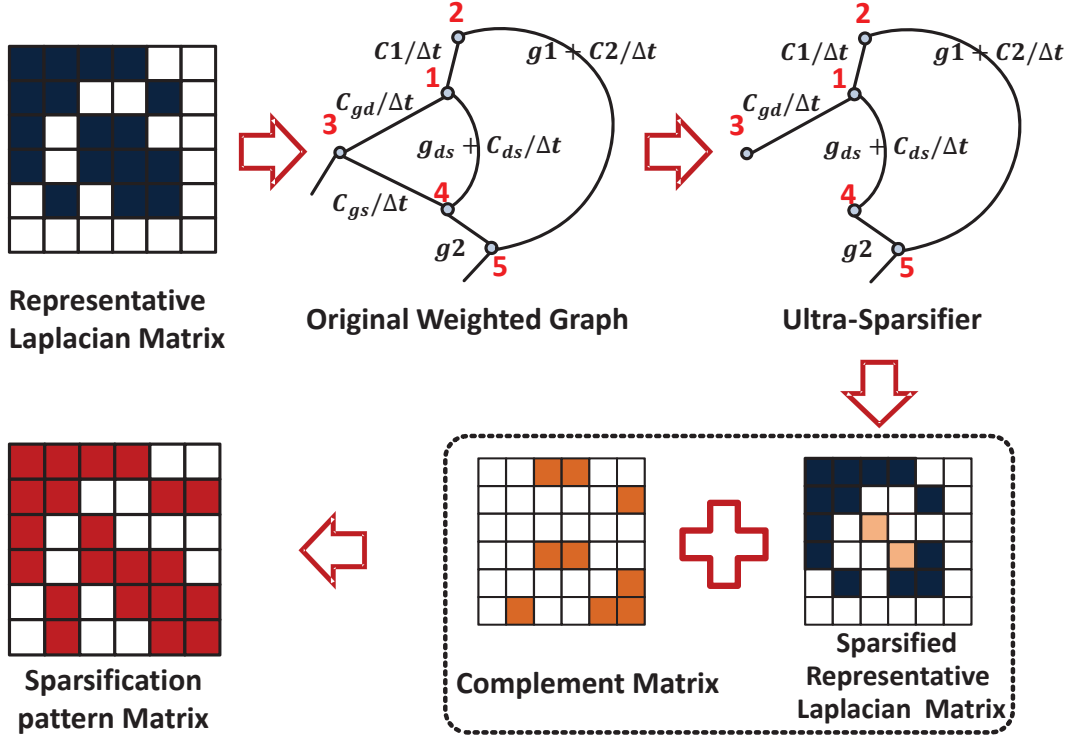 2
C1/Δt
g1 + C2/Δt
1
C_gd/Δt
3
g_ds + C_ds/Δt
4
C_gs/Δt
g2
5
2
C1/Δt
g1 + C2/Δt
1
C_gd/Δt
3
g_ds + C_ds/Δt
4
g2
5
Representative
Laplacian Matrix
Original Weighted Graph
Ultra-Sparsifier
Sparsification
pattern Matrix
Complement Matrix
Sparsified
Representative
Laplacian Matrix